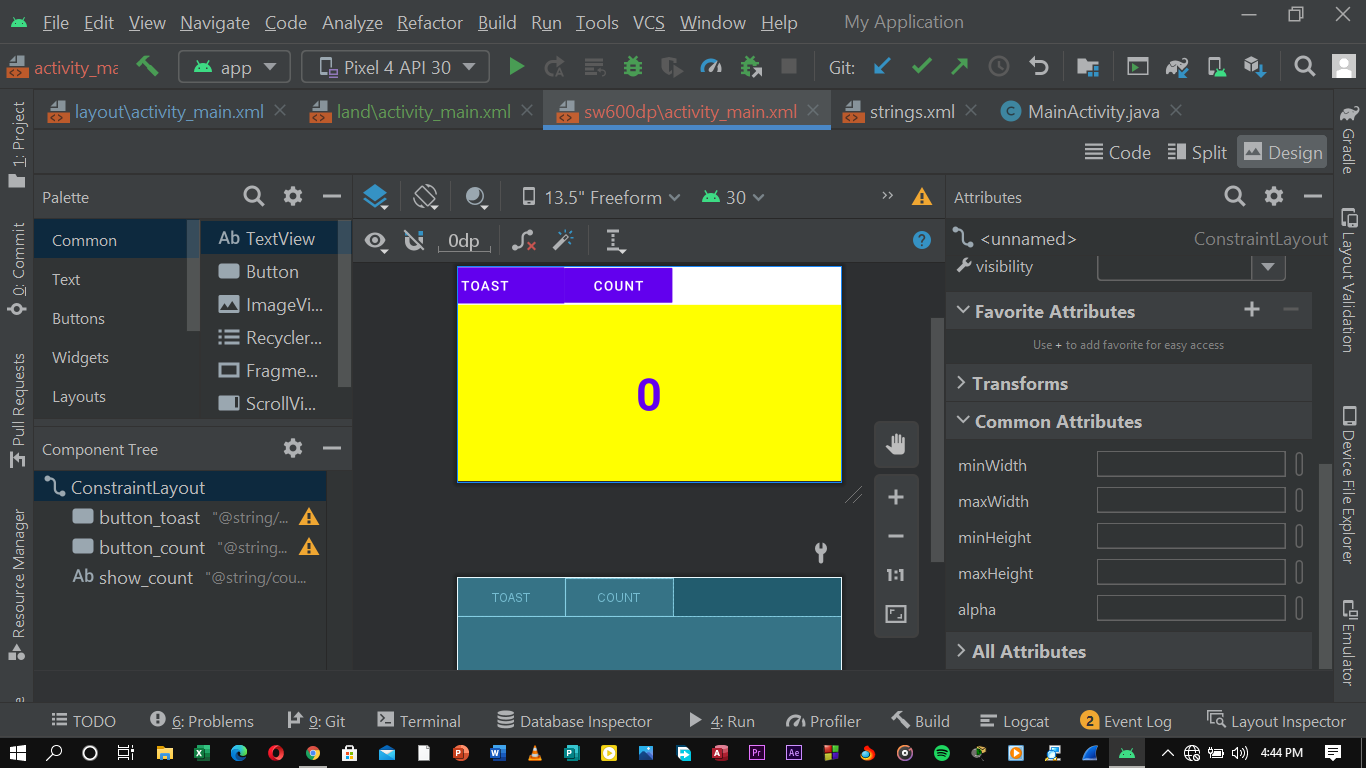 File Edit View Navigate Code Analyze Refactor Build Run Tools VCS Window Help My Application
activity_ma app Pixel 4 API 30 Git:
layout\activity_main.xml land\activity_main.xml sw600dp\activity_main.xml strings.xml MainActivity.java
Code Split Design
1: Project
0: Commit
Pull Requests
Resource Manager
Palette
Common
Text
Buttons
Widgets
Layouts
Ab TextView
Button
ImageVi...
Recycler...
Fragme...
ScrollVi...
Component Tree
ConstraintLayout
button_toast "@string/...
button_count "@string...
Ab show_count "@string/cou...
13.5" Freeform 30 >>
0dp ?
TOAST COUNT
0
TOAST COUNT
1:1
Attributes
<unnamed> ConstraintLayout
visibility
Favorite Attributes
Use + to add favorite for easy access
Transforms
Common Attributes
minWidth
maxWidth
minHeight
maxHeight
alpha
All Attributes
Gradle
Layout Validation
Device File Explorer
Emulator
TODO 6: Problems 9: Git Terminal Database Inspector 4: Run Profiler Build Logcat 2 Event Log Layout Inspector
4:44 PM